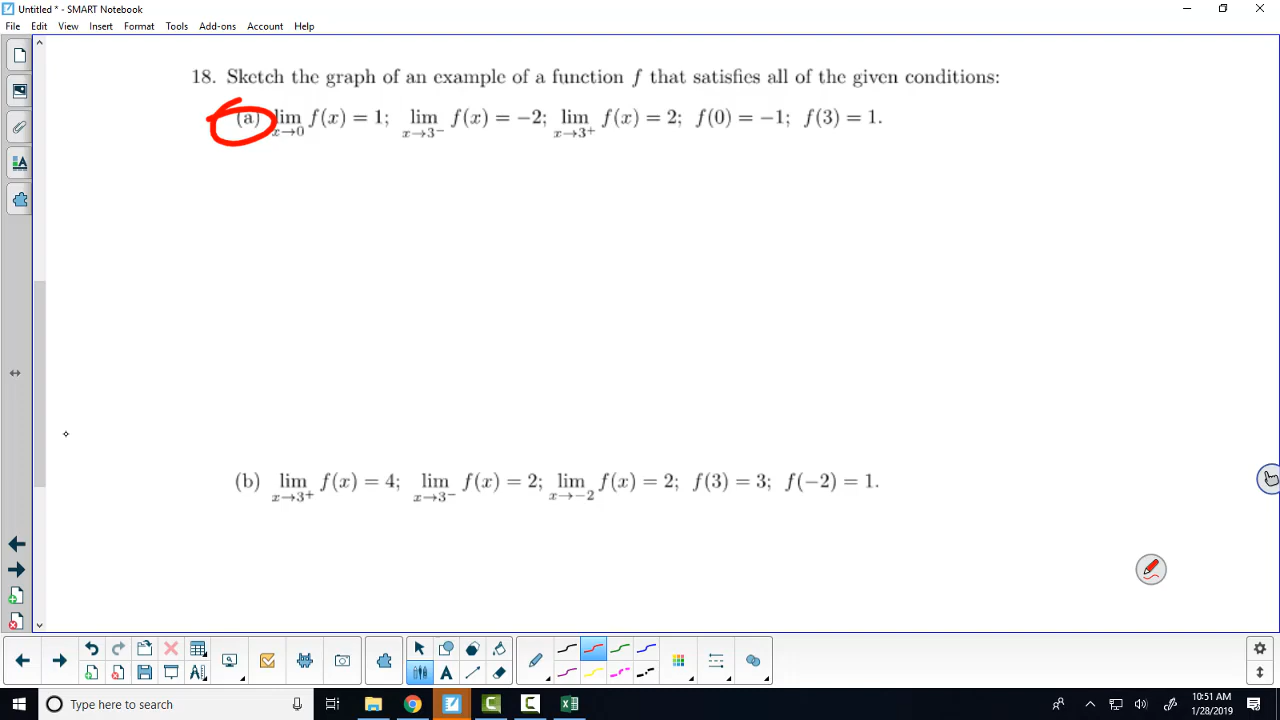 Untitled * - SMART Notebook
File Edit View Insert Format Tools Add-ons Account Help
18. Sketch the graph of an example of a function f that satisfies all of the given conditions:
(a) lim x→0 f(x) = 1; lim x→3⁻ f(x) = −2; lim x→3⁺ f(x) = 2; f(0) = −1; f(3) = 1.
(b) lim x→3⁺ f(x) = 4; lim x→3⁻ f(x) = 2; lim x→−2 f(x) = 2; f(3) = 3; f(−2) = 1.
Type here to search
10:51 AM
1/28/2019